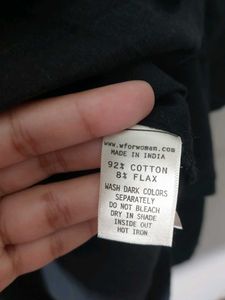 www.wforwoman.com
MADE IN INDIA
92% COTTON
8% FLAX
WASH DARK COLORS
SEPARATELY
DO NOT BLEACH
DRY IN SHADE
INSIDE OUT
HOT IRON